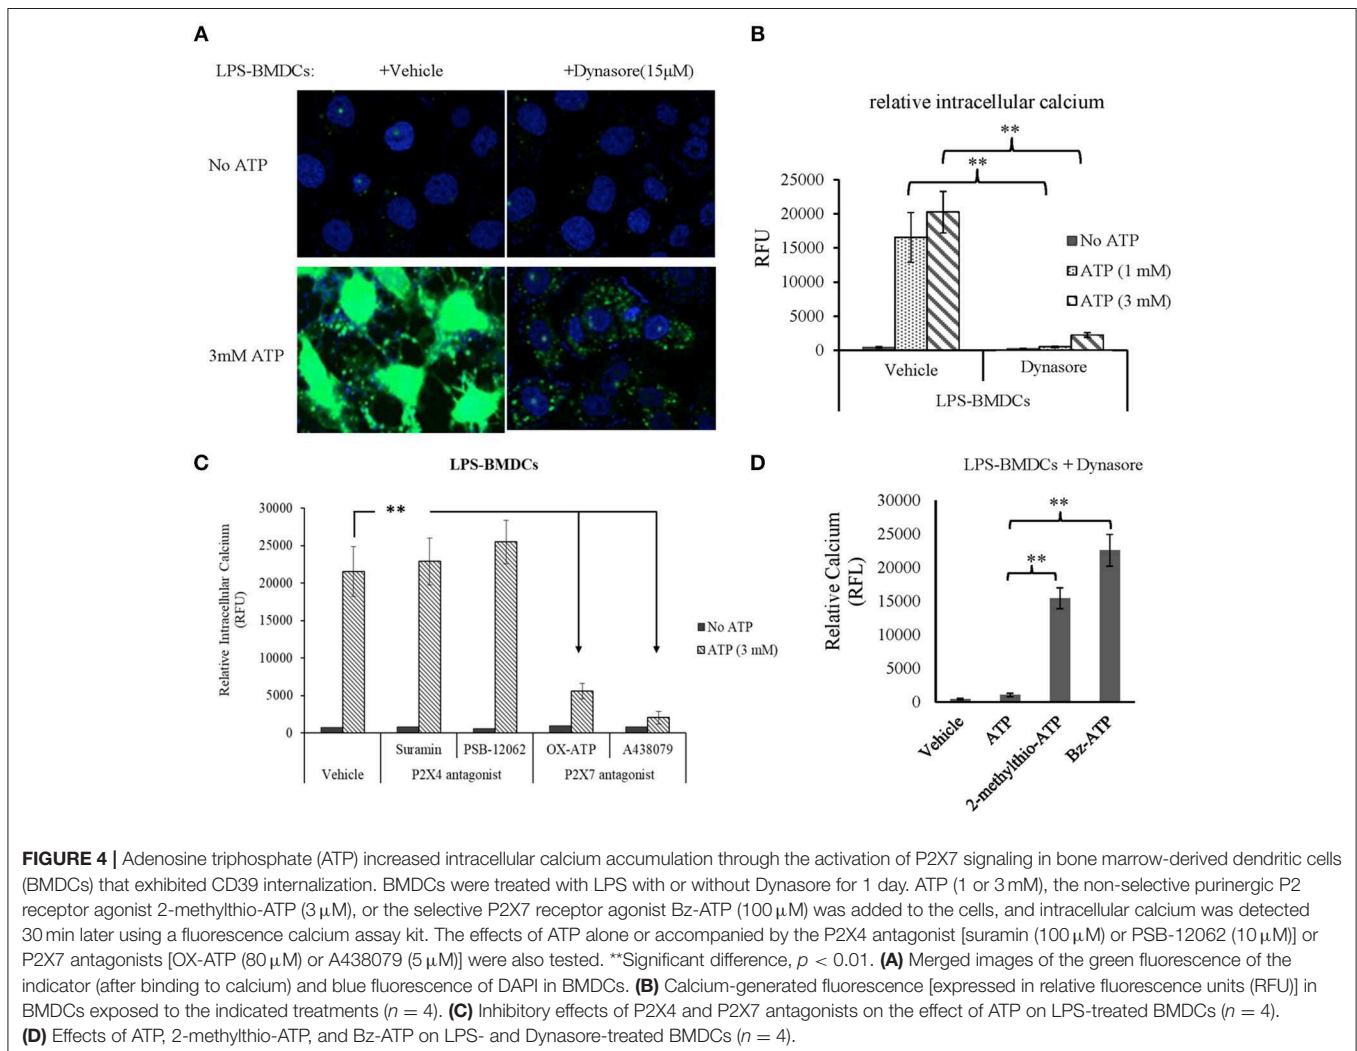 A
LPS-BMDCs: +Vehicle +Dynasore(15μM)
No ATP
3mM ATP
B
relative intracellular calcium
**
**
RFU
25000
20000
15000
10000
5000
0
No ATP
ATP (1 mM)
ATP (3 mM)
Vehicle Dynasore
LPS-BMDCs
C
LPS-BMDCs
**
Relative Intracellular Calcium
(RFU)
30000
25000
20000
15000
10000
5000
0
No ATP
ATP (3 mM)
Suramin PSB-12062 OX-ATP A438079
Vehicle P2X4 antagonist P2X7 antagonist
D
LPS-BMDCs + Dynasore
**
**
Relative Calcium
(RFL)
30000
25000
20000
15000
10000
5000
0
Vehicle
ATP
2-methylthio-ATP
Bz-ATP
FIGURE 4 | Adenosine triphosphate (ATP) increased intracellular calcium accumulation through the activation of P2X7 signaling in bone marrow-derived dendritic cells
(BMDCs) that exhibited CD39 internalization. BMDCs were treated with LPS with or without Dynasore for 1 day. ATP (1 or 3 mM), the non-selective purinergic P2
receptor agonist 2-methylthio-ATP (3 μM), or the selective P2X7 receptor agonist Bz-ATP (100 μM) was added to the cells, and intracellular calcium was detected
30 min later using a fluorescence calcium assay kit. The effects of ATP alone or accompanied by the P2X4 antagonist [suramin (100 μM) or PSB-12062 (10 μM)] or
P2X7 antagonists [OX-ATP (80 μM) or A438079 (5 μM)] were also tested. **Significant difference, p < 0.01. (A) Merged images of the green fluorescence of the
indicator (after binding to calcium) and blue fluorescence of DAPI in BMDCs. (B) Calcium-generated fluorescence [expressed in relative fluorescence units (RFU)] in
BMDCs exposed to the indicated treatments (n = 4). (C) Inhibitory effects of P2X4 and P2X7 antagonists on the effect of ATP on LPS-treated BMDCs (n = 4).
(D) Effects of ATP, 2-methylthio-ATP, and Bz-ATP on LPS- and Dynasore-treated BMDCs (n = 4).